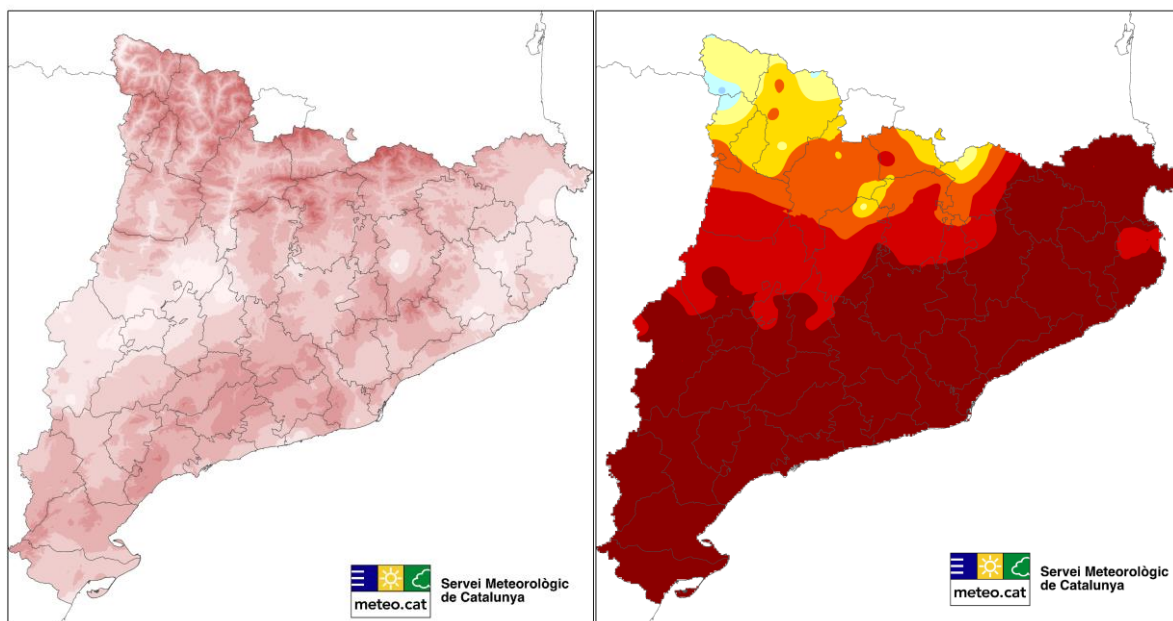 meteo.cat
Servei Meteorològic
de Catalunya
meteo.cat
Servei Meteorològic
de Catalunya